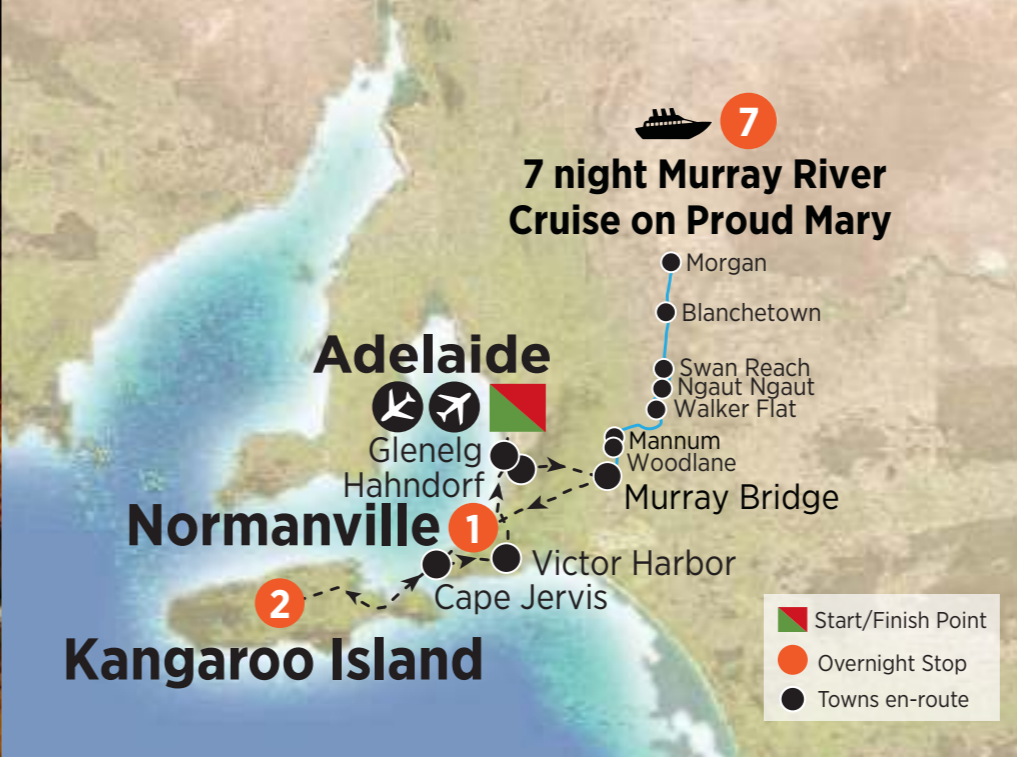 7
7 night Murray River
Cruise on Proud Mary
Morgan
Blanchetown
Swan Reach
Ngaut Ngaut
Walker Flat
Mannum
Woodlane
Murray Bridge
Adelaide
Glenelg
Hahndorf
Normanville 1
Victor Harbor
Cape Jervis
2
Kangaroo Island
Start/Finish Point
Overnight Stop
Towns en-route